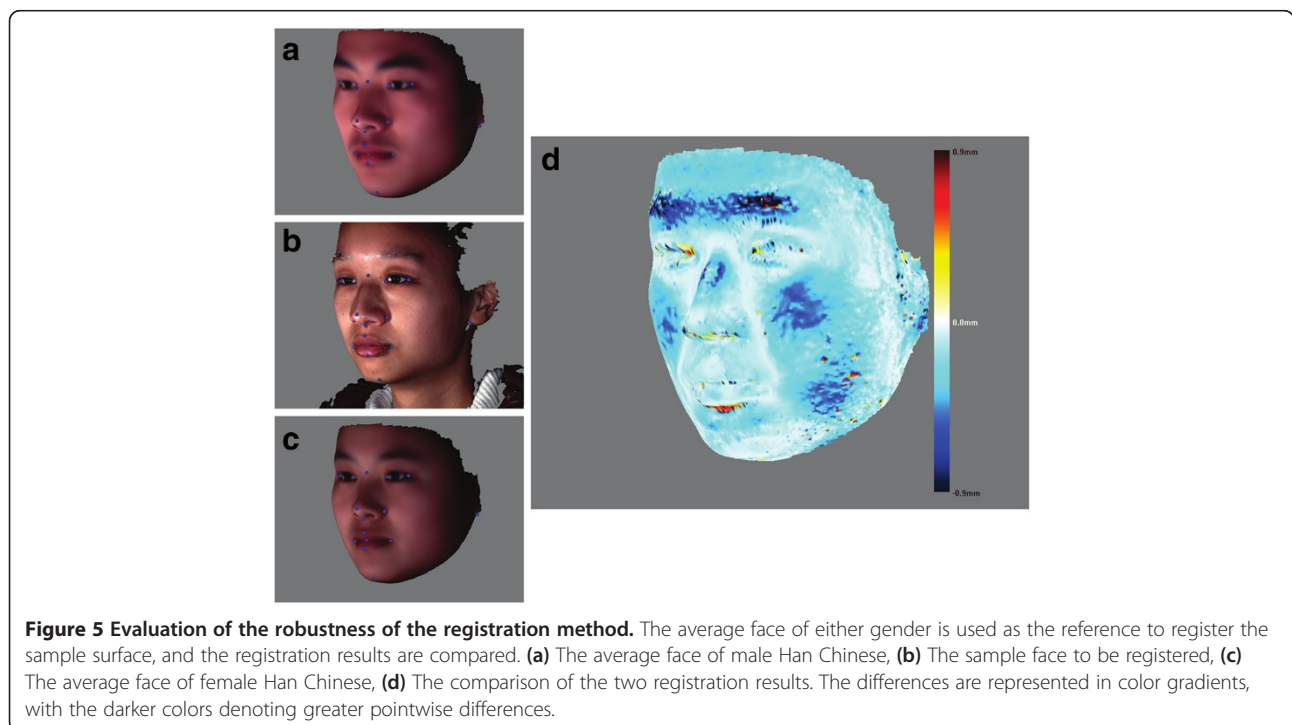 a
b
c
d
0.9mm
0.0mm
-0.9mm
Figure 5 Evaluation of the robustness of the registration method. The average face of either gender is used as the reference to register the
sample surface, and the registration results are compared. (a) The average face of male Han Chinese, (b) The sample face to be registered, (c)
The average face of female Han Chinese, (d) The comparison of the two registration results. The differences are represented in color gradients,
with the darker colors denoting greater pointwise differences.